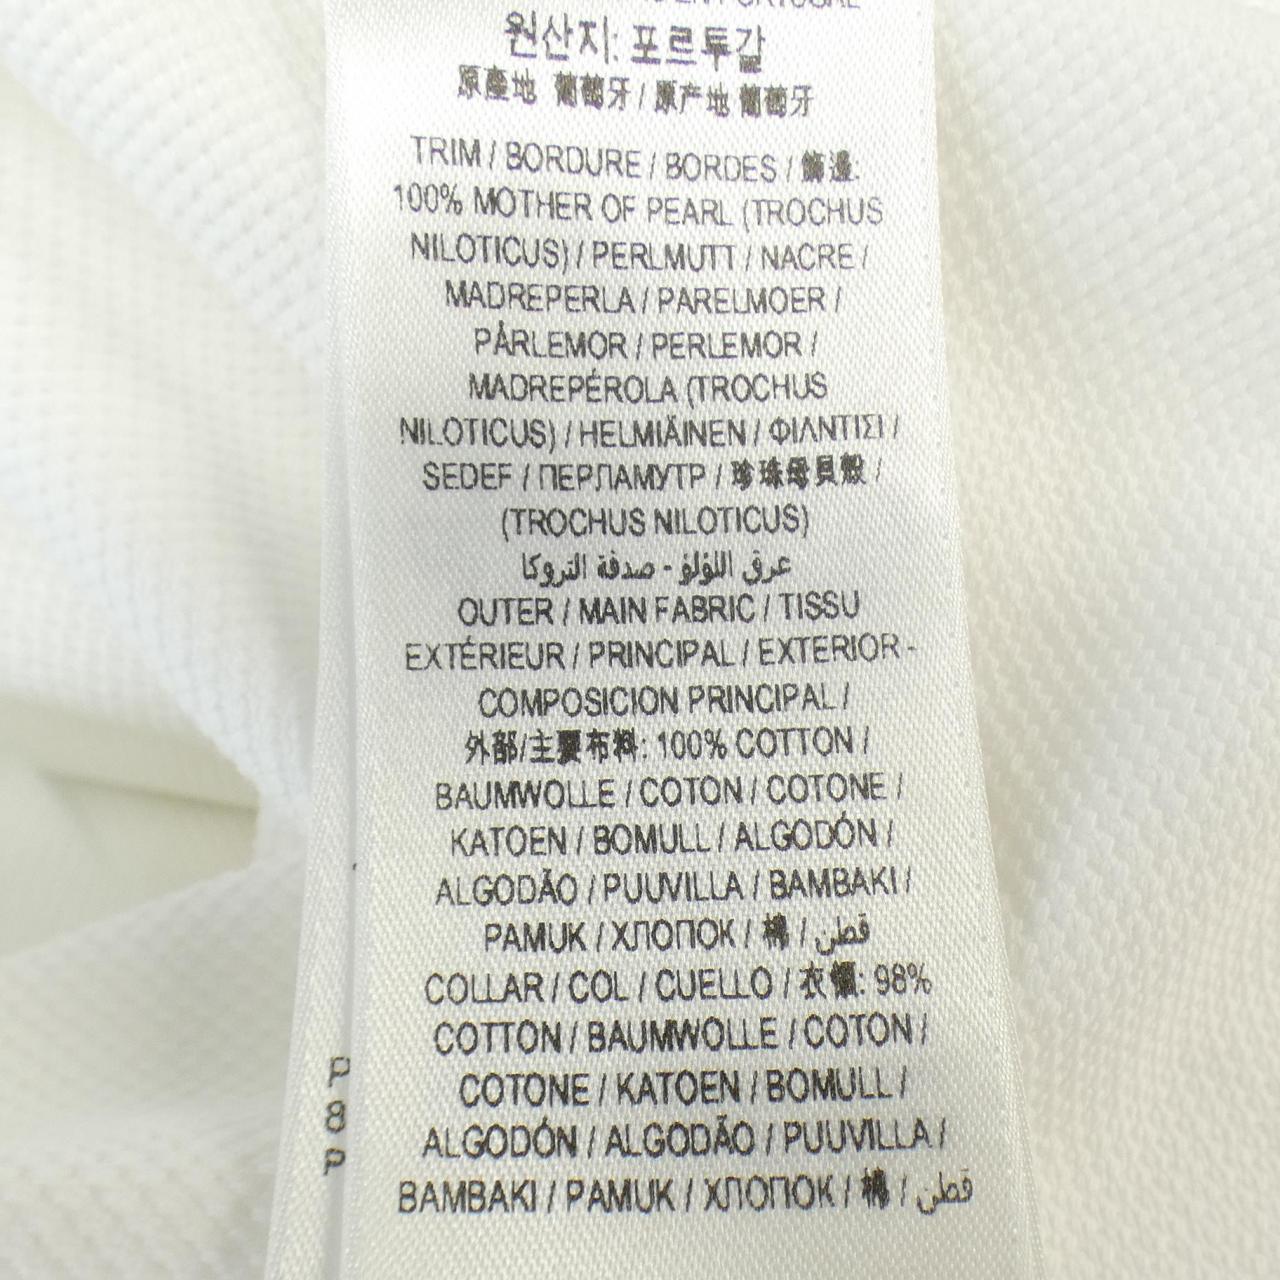 원산지: 포르투갈
原產地 葡萄牙 / 原产地 葡萄牙
TRIM / BORDURE / BORDES / 飾邊:
100% MOTHER OF PEARL (TROCHUS
NILOTICUS) / PERLMUTT / NACRE /
MADREPERLA / PARELMOER /
PÄRLEMOR / PERLEMOR /
MADREPÉROLA (TROCHUS
NILOTICUS) / HELMIÄINEN / ΦΙΛΝΤΙΣΙ /
SEDEF / ПЕРЛАМУТР / 珍珠母貝殼 /
(TROCHUS NILOTICUS)
عرق اللؤلؤ - صدفة التروكا
OUTER / MAIN FABRIC / TISSU
EXTÉRIEUR / PRINCIPAL / EXTERIOR -
COMPOSICION PRINCIPAL /
外部/主要布料: 100% COTTON /
BAUMWOLLE / COTON / COTONE /
KATOEN / BOMULL / ALGODÓN /
ALGODÃO / PUUVILLA / BAMBAKI /
PAMUK / ХЛОПОК / 棉 / قطن
COLLAR / COL / CUELLO / 衣領: 98%
COTTON / BAUMWOLLE / COTON /
COTONE / KATOEN / BOMULL /
ALGODÓN / ALGODÃO / PUUVILLA /
BAMBAKI / PAMUK / ХЛОПОК / 棉 / قطن
P
8
P